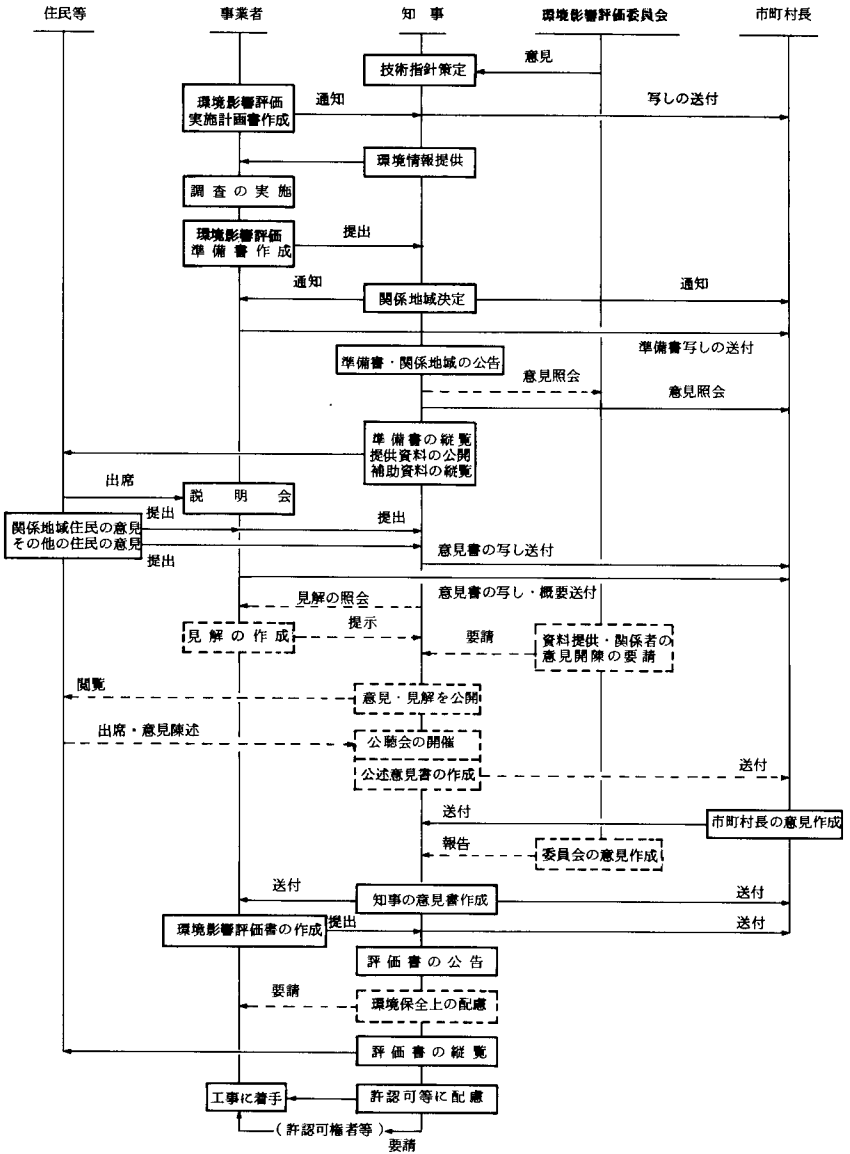 住民等 事業者 知事 環境影響評価委員会 市町村長
意見
技術指針策定
環境影響評価
実施計画書作成
通知
写しの送付
環境情報提供
調査の実施
環境影響評価
準備書作成
提出
通知
関係地域決定
通知
準備書写しの送付
準備書・関係地域の公告
意見照会
意見照会
準備書の縦覧
提供資料の公開
補助資料の縦覧
出席
説明会
提出
関係地域住民の意見
その他の住民の意見
提出
提出
意見書の写し送付
意見書の写し・概要送付
見解の照会
見解の作成
提示
要請
資料提供・関係者の
意見開陳の要請
閲覧
意見・見解を公開
出席・意見陳述
公聴会の開催
公述意見書の作成
送付
送付
市町村長の意見作成
報告
委員会の意見作成
送付
知事の意見書作成
送付
環境影響評価書の作成
提出
送付
評価書の公告
要請
環境保全上の配慮
評価書の縦覧
工事に着手
許認可等に配慮
(許認可権者等)
要請